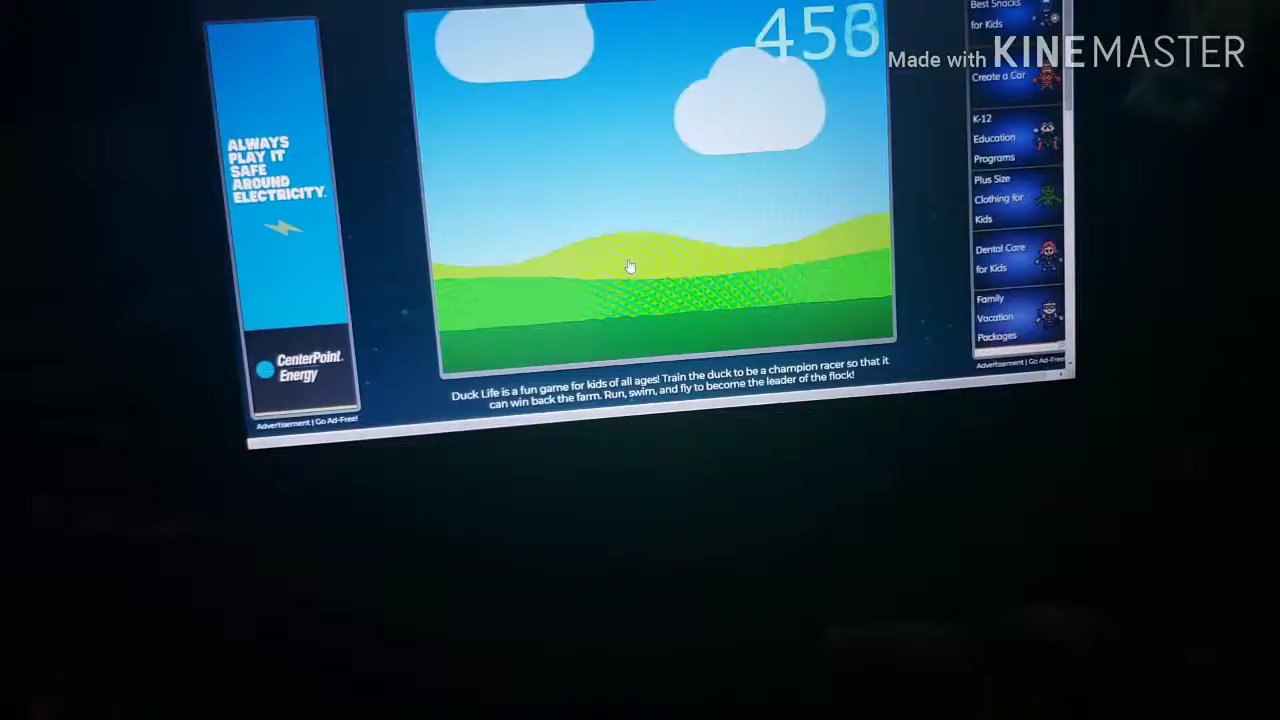 Made with KINEMASTER
ALWAYS
PLAY IT
SAFE
AROUND
ELECTRICITY.
CenterPoint.
Energy
Advertisement | Go Ad-Free!
Duck Life is a fun game for kids of all ages! Train the duck to be a champion racer so that it
can win back the farm. Run, swim, and fly to become the leader of the flock!
Best Snacks
for Kids
Create a Car
K-12
Education
Programs
Plus Size
Clothing for
Kids
Dental Care
for Kids
Family
Vacation
Packages
Advertisement | Go Ad-Free!